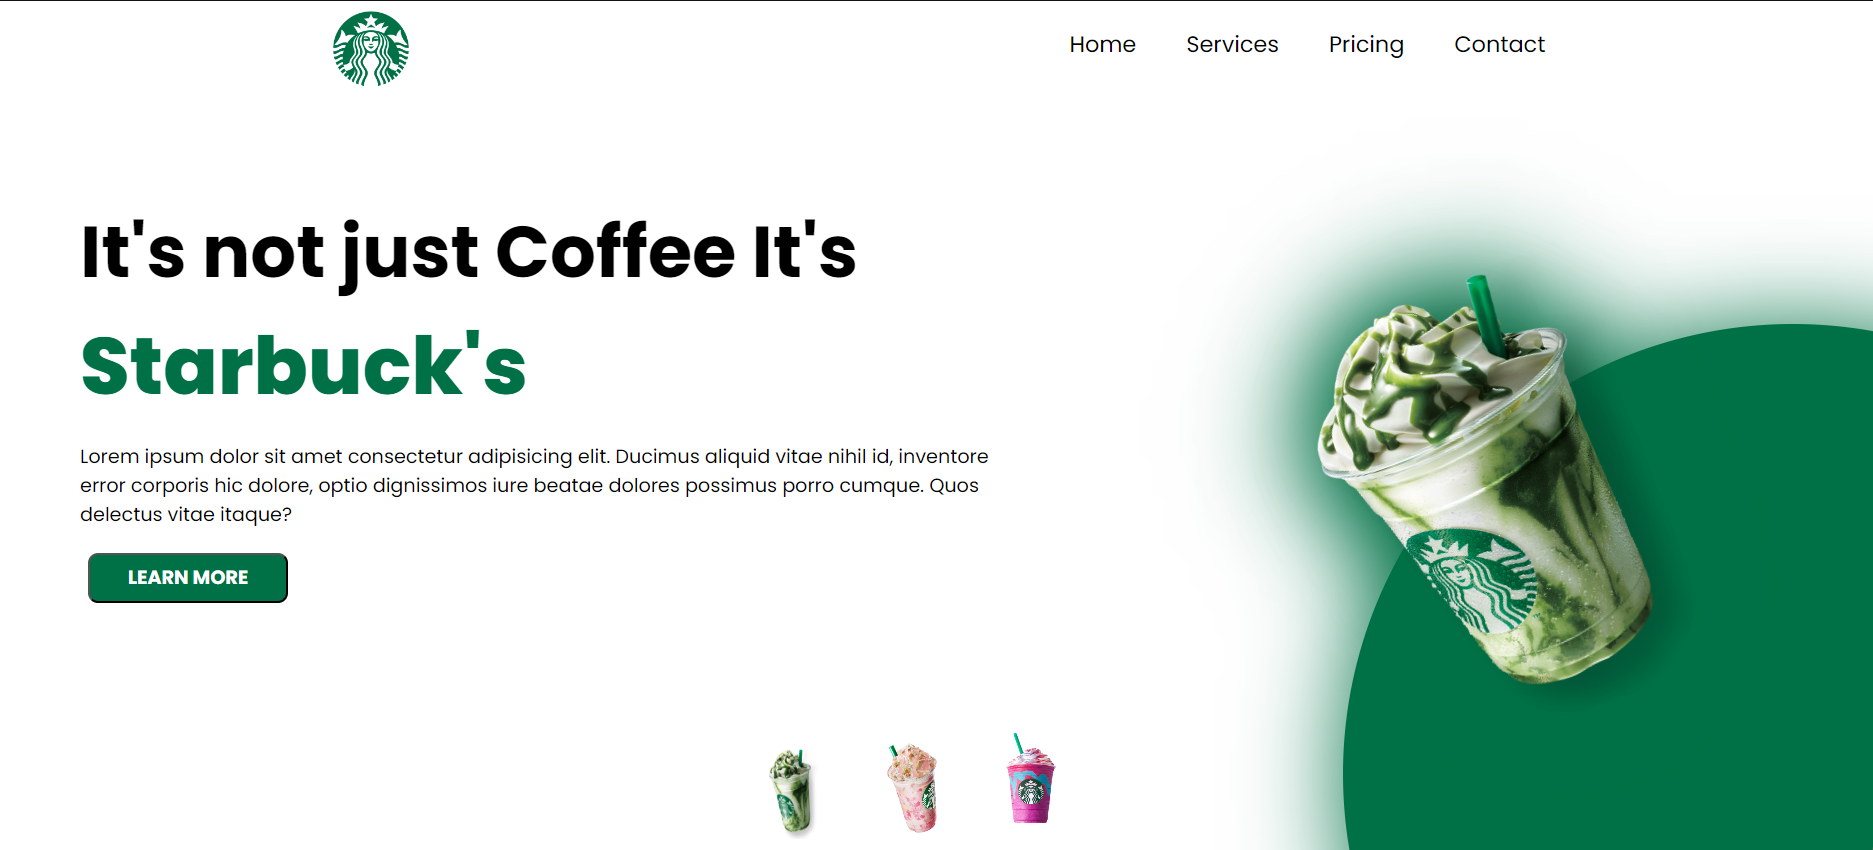 Home Services Pricing Contact
It's not just Coffee It's
Starbuck's
Lorem ipsum dolor sit amet consectetur adipisicing elit. Ducimus aliquid vitae nihil id, inventore
error corporis hic dolore, optio dignissimos iure beatae dolores possimus porro cumque. Quos
delectus vitae itaque?
LEARN MORE